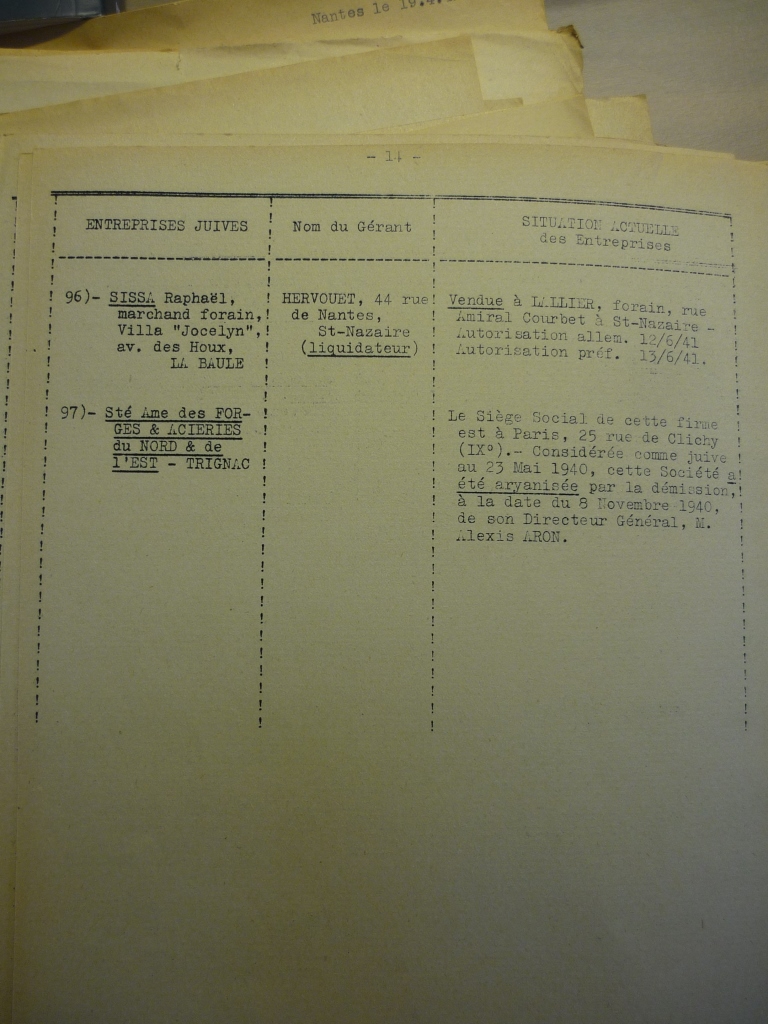 Nantes le 19.4.
- 14 -
ENTREPRISES JUIVES
Nom du Gérant
SITUATION ACTUELLE
des Entreprises
96)- SISSA Raphaël,
marchand forain,
Villa "Jocelyn",
av. des Houx,
LA BAULE
HERVOUET, 44 rue
de Nantes,
St-Nazaire
(liquidateur)
Vendue à LALLIER, forain, rue
Amiral Courbet à St-Nazaire -
Autorisation allem. 12/6/41
Autorisation préf. 13/6/41.
97)- Sté Ame des FOR-
GES & ACIERIES
du NORD & de
l'EST - TRIGNAC
Le Siège Social de cette firme
est à Paris, 25 rue de Clichy
(IX°).- Considérée comme juive
au 23 Mai 1940, cette Société a
été aryanisée par la démission,
à la date du 8 Novembre 1940,
de son Directeur Général, M.
Alexis ARON.